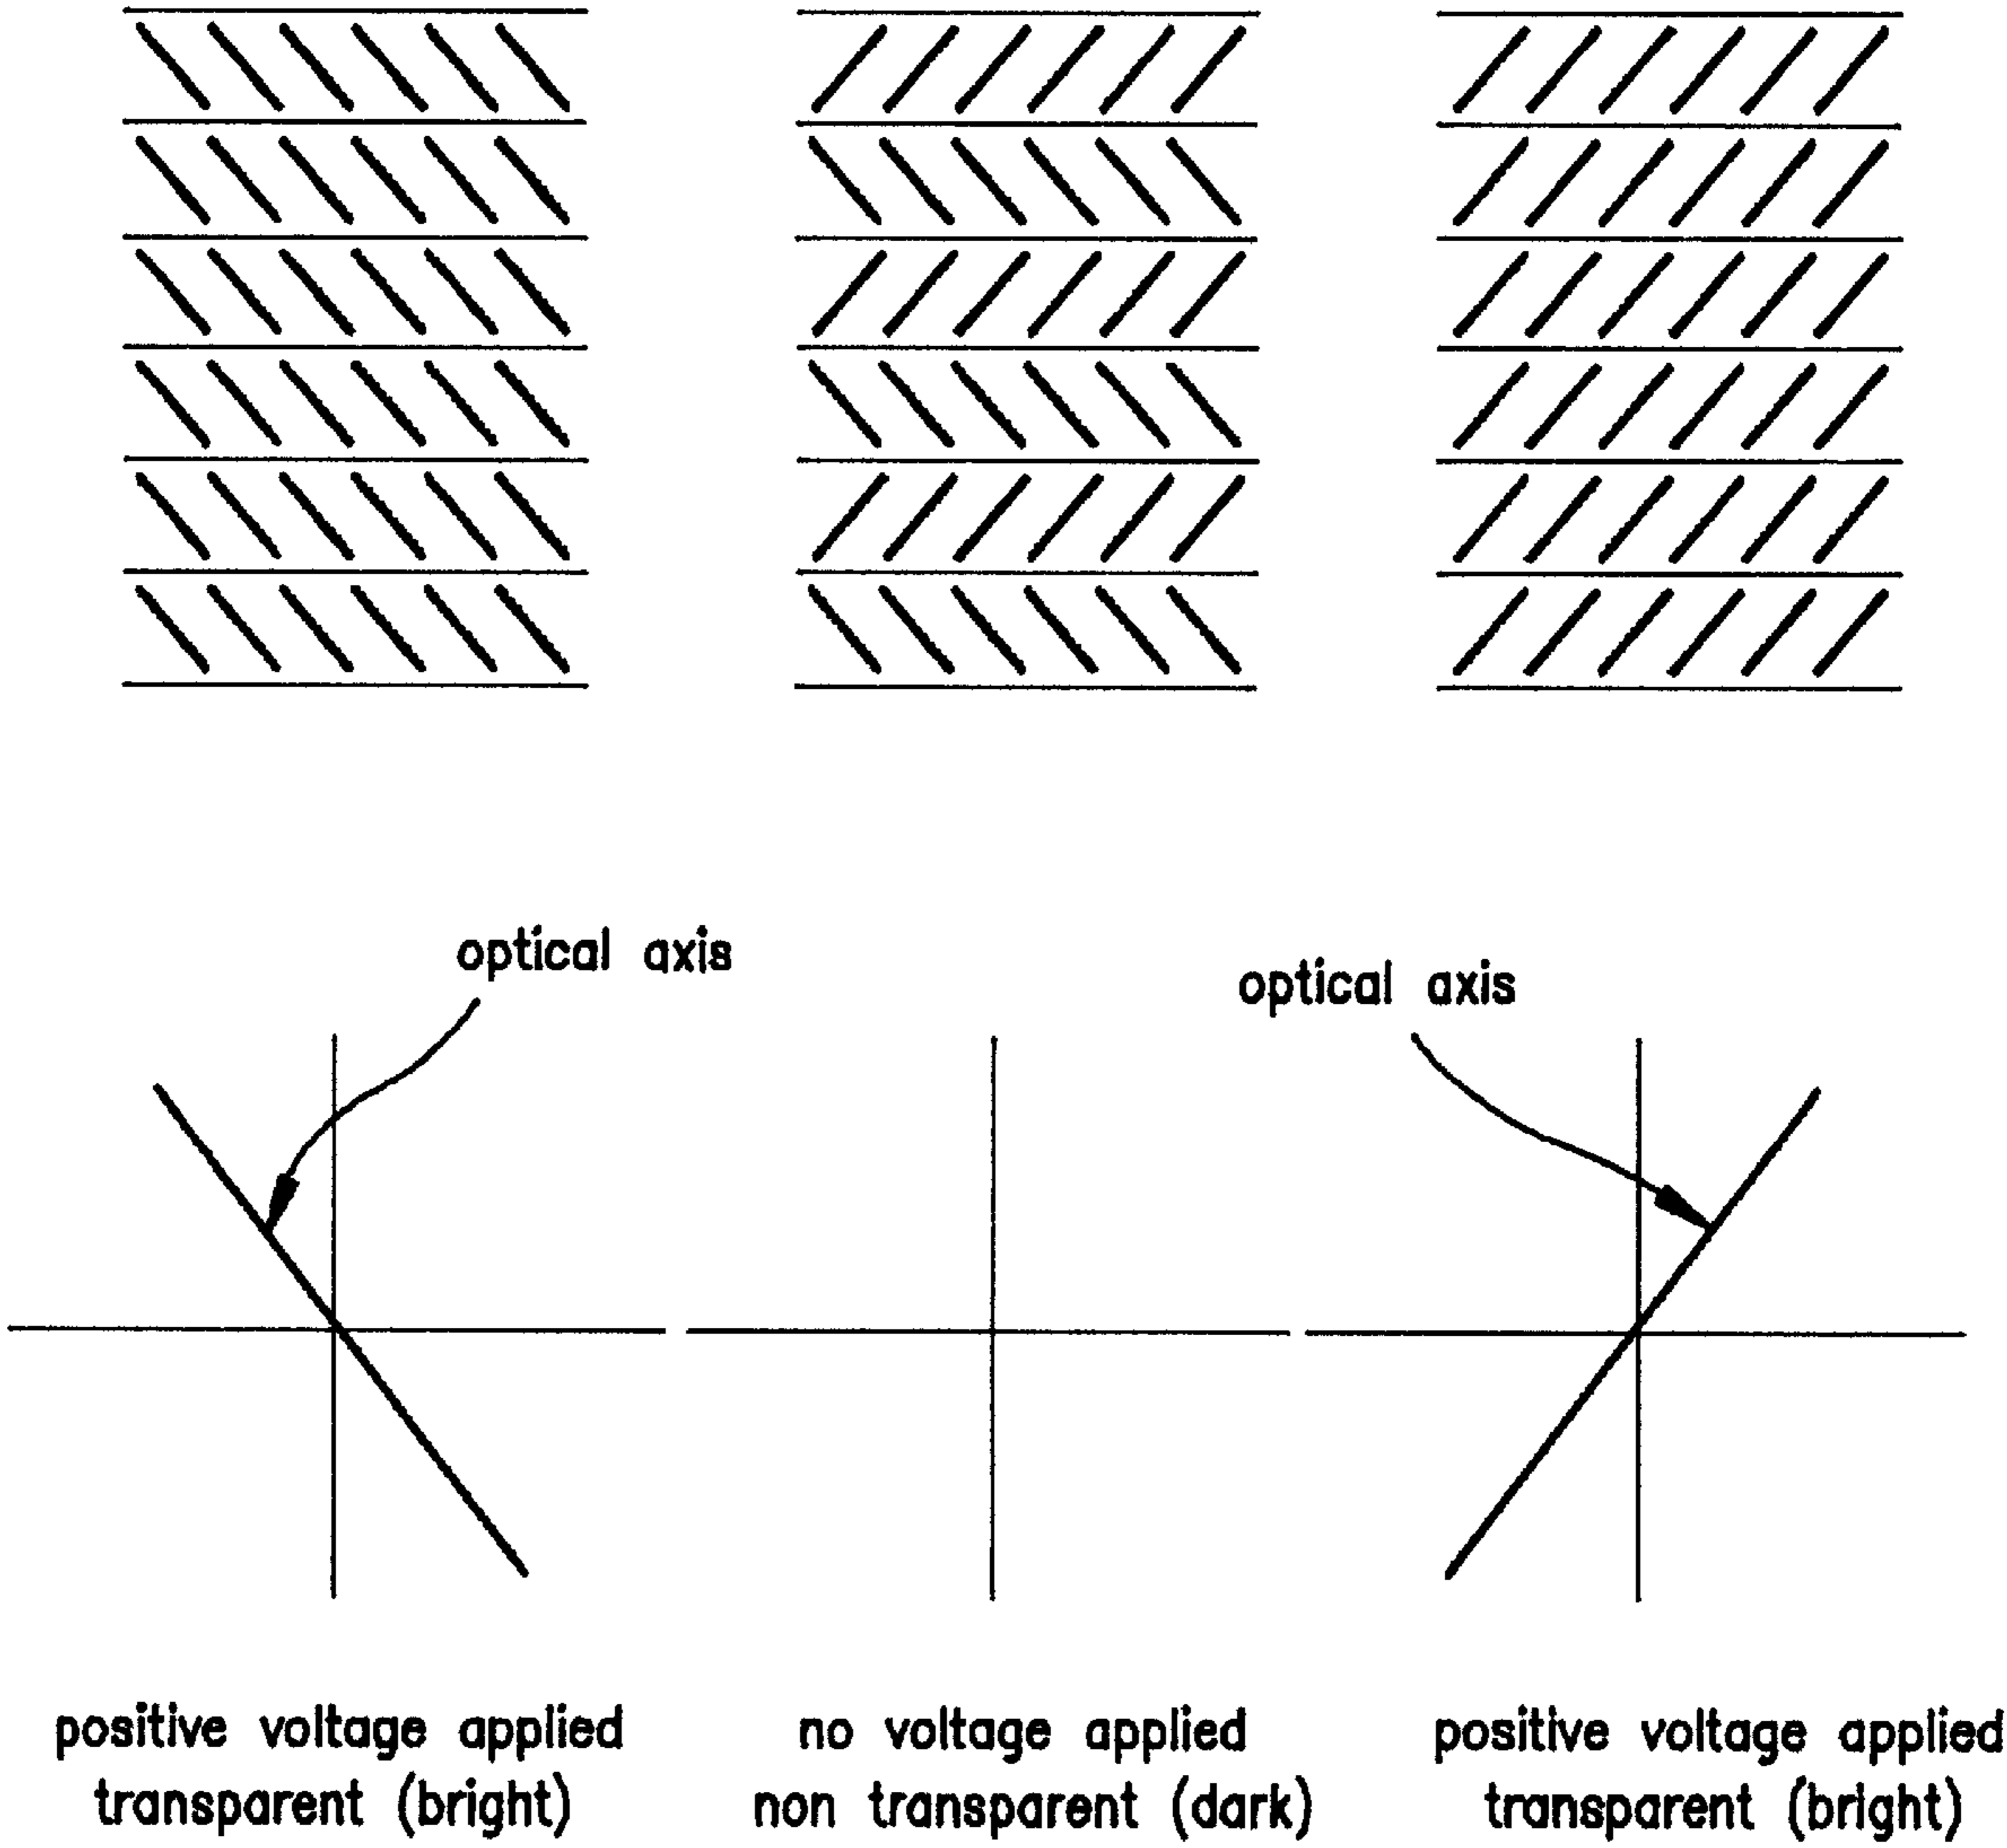 optical axis
optical axis
positive voltage applied
transparent (bright)
no voltage applied
non transparent (dark)
positive voltage applied
transparent (bright)